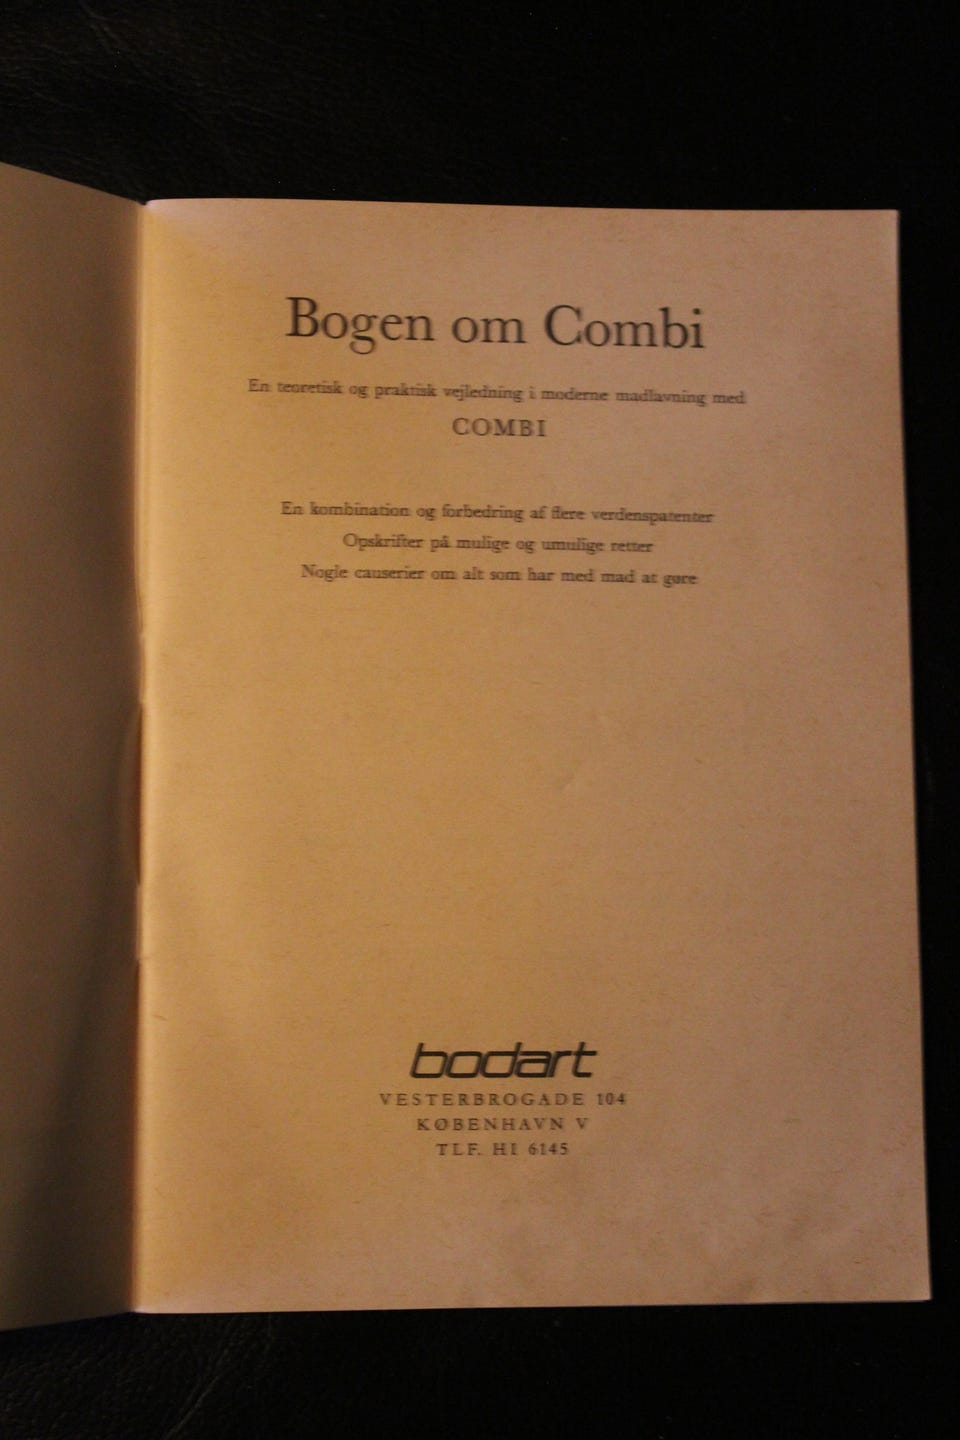 Bogen om Combi
En teoretisk og praktisk vejledning i moderne madlavning med
COMBI
En kombination og forbedring af flere verdenspatenter
Opskrifter på mulige og umulige retter
Nogle causerier om alt som har med mad at gøre
bodart
VESTERBROGADE 104
KØBENHAVN V
TLF. HI 6145